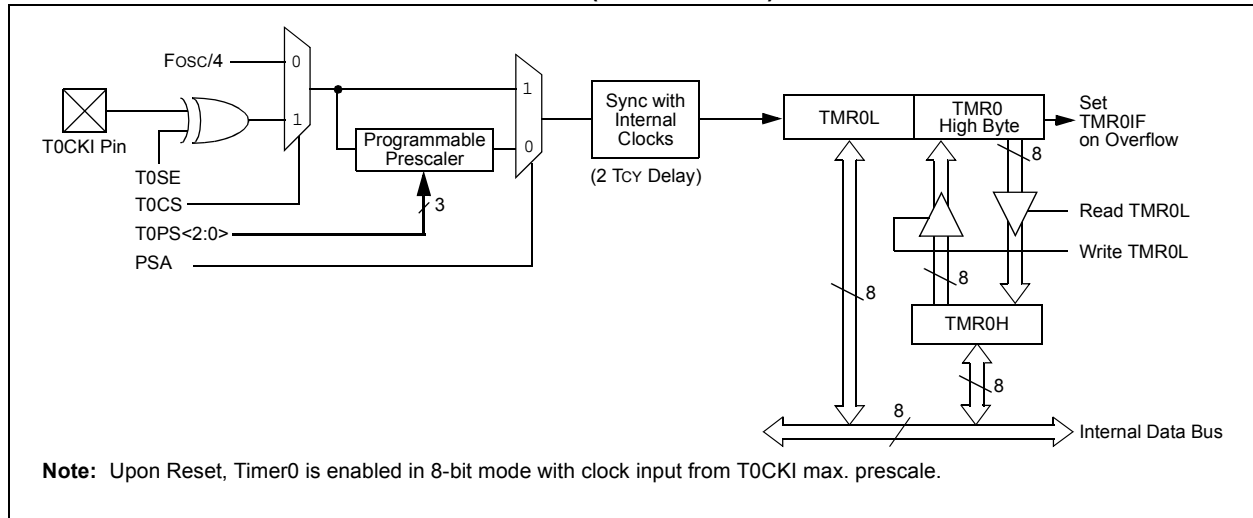 FOSC/4
0
1
T0CKI Pin
T0SE
T0CS
T0PS<2:0>
PSA
Programmable
Prescaler
3
1
0
Sync with
Internal
Clocks
(2 TCY Delay)
TMR0L
TMR0
High Byte
Set
TMR0IF
on Overflow
8
Read TMR0L
Write TMR0L
8
8
TMR0H
8
8
Internal Data Bus
Note: Upon Reset, Timer0 is enabled in 8-bit mode with clock input from T0CKI max. prescale.